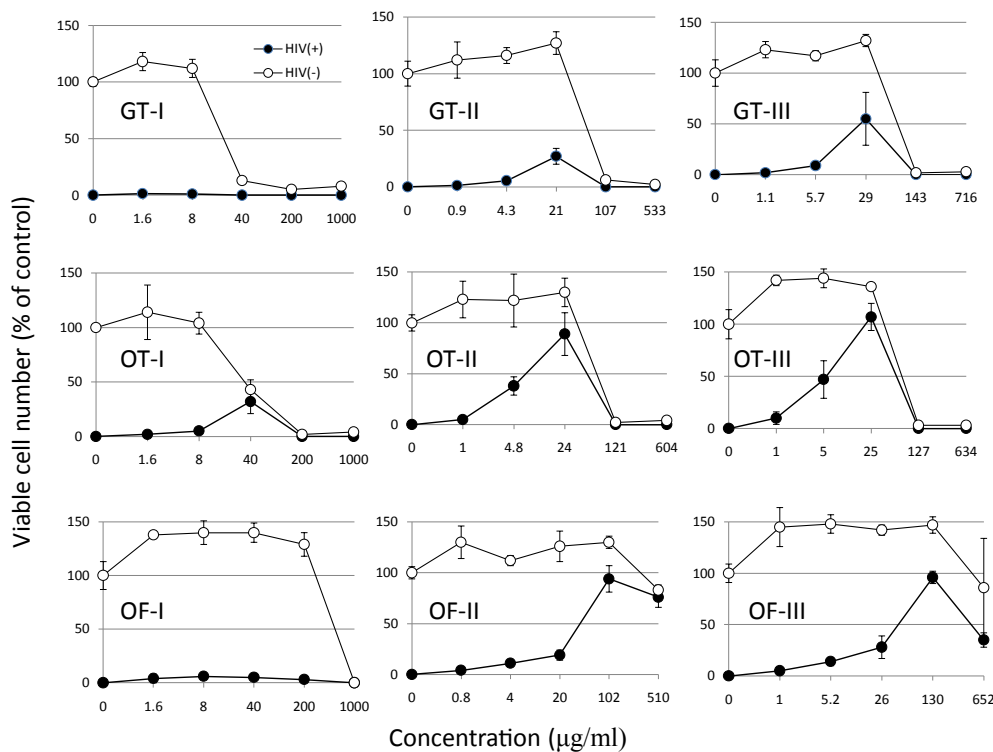 150
100
50
0
HIV(+)
HIV(-)
GT-I
0 1.6 8 40 200 1000
150
100
50
0
GT-II
0 0.9 4.3 21 107 533
150
100
50
0
GT-III
0 1.1 5.7 29 143 716
Viable cell number (% of control)
150
100
50
0
OT-I
0 1.6 8 40 200 1000
150
100
50
0
OT-II
0 1 4.8 24 121 604
150
100
50
0
OT-III
0 1 5 25 127 634
150
100
50
0
OF-I
0 1.6 8 40 200 1000
150
100
50
0
OF-II
0 0.8 4 20 102 510
150
100
50
0
OF-III
0 1 5.2 26 130 652
Concentration (μg/ml)